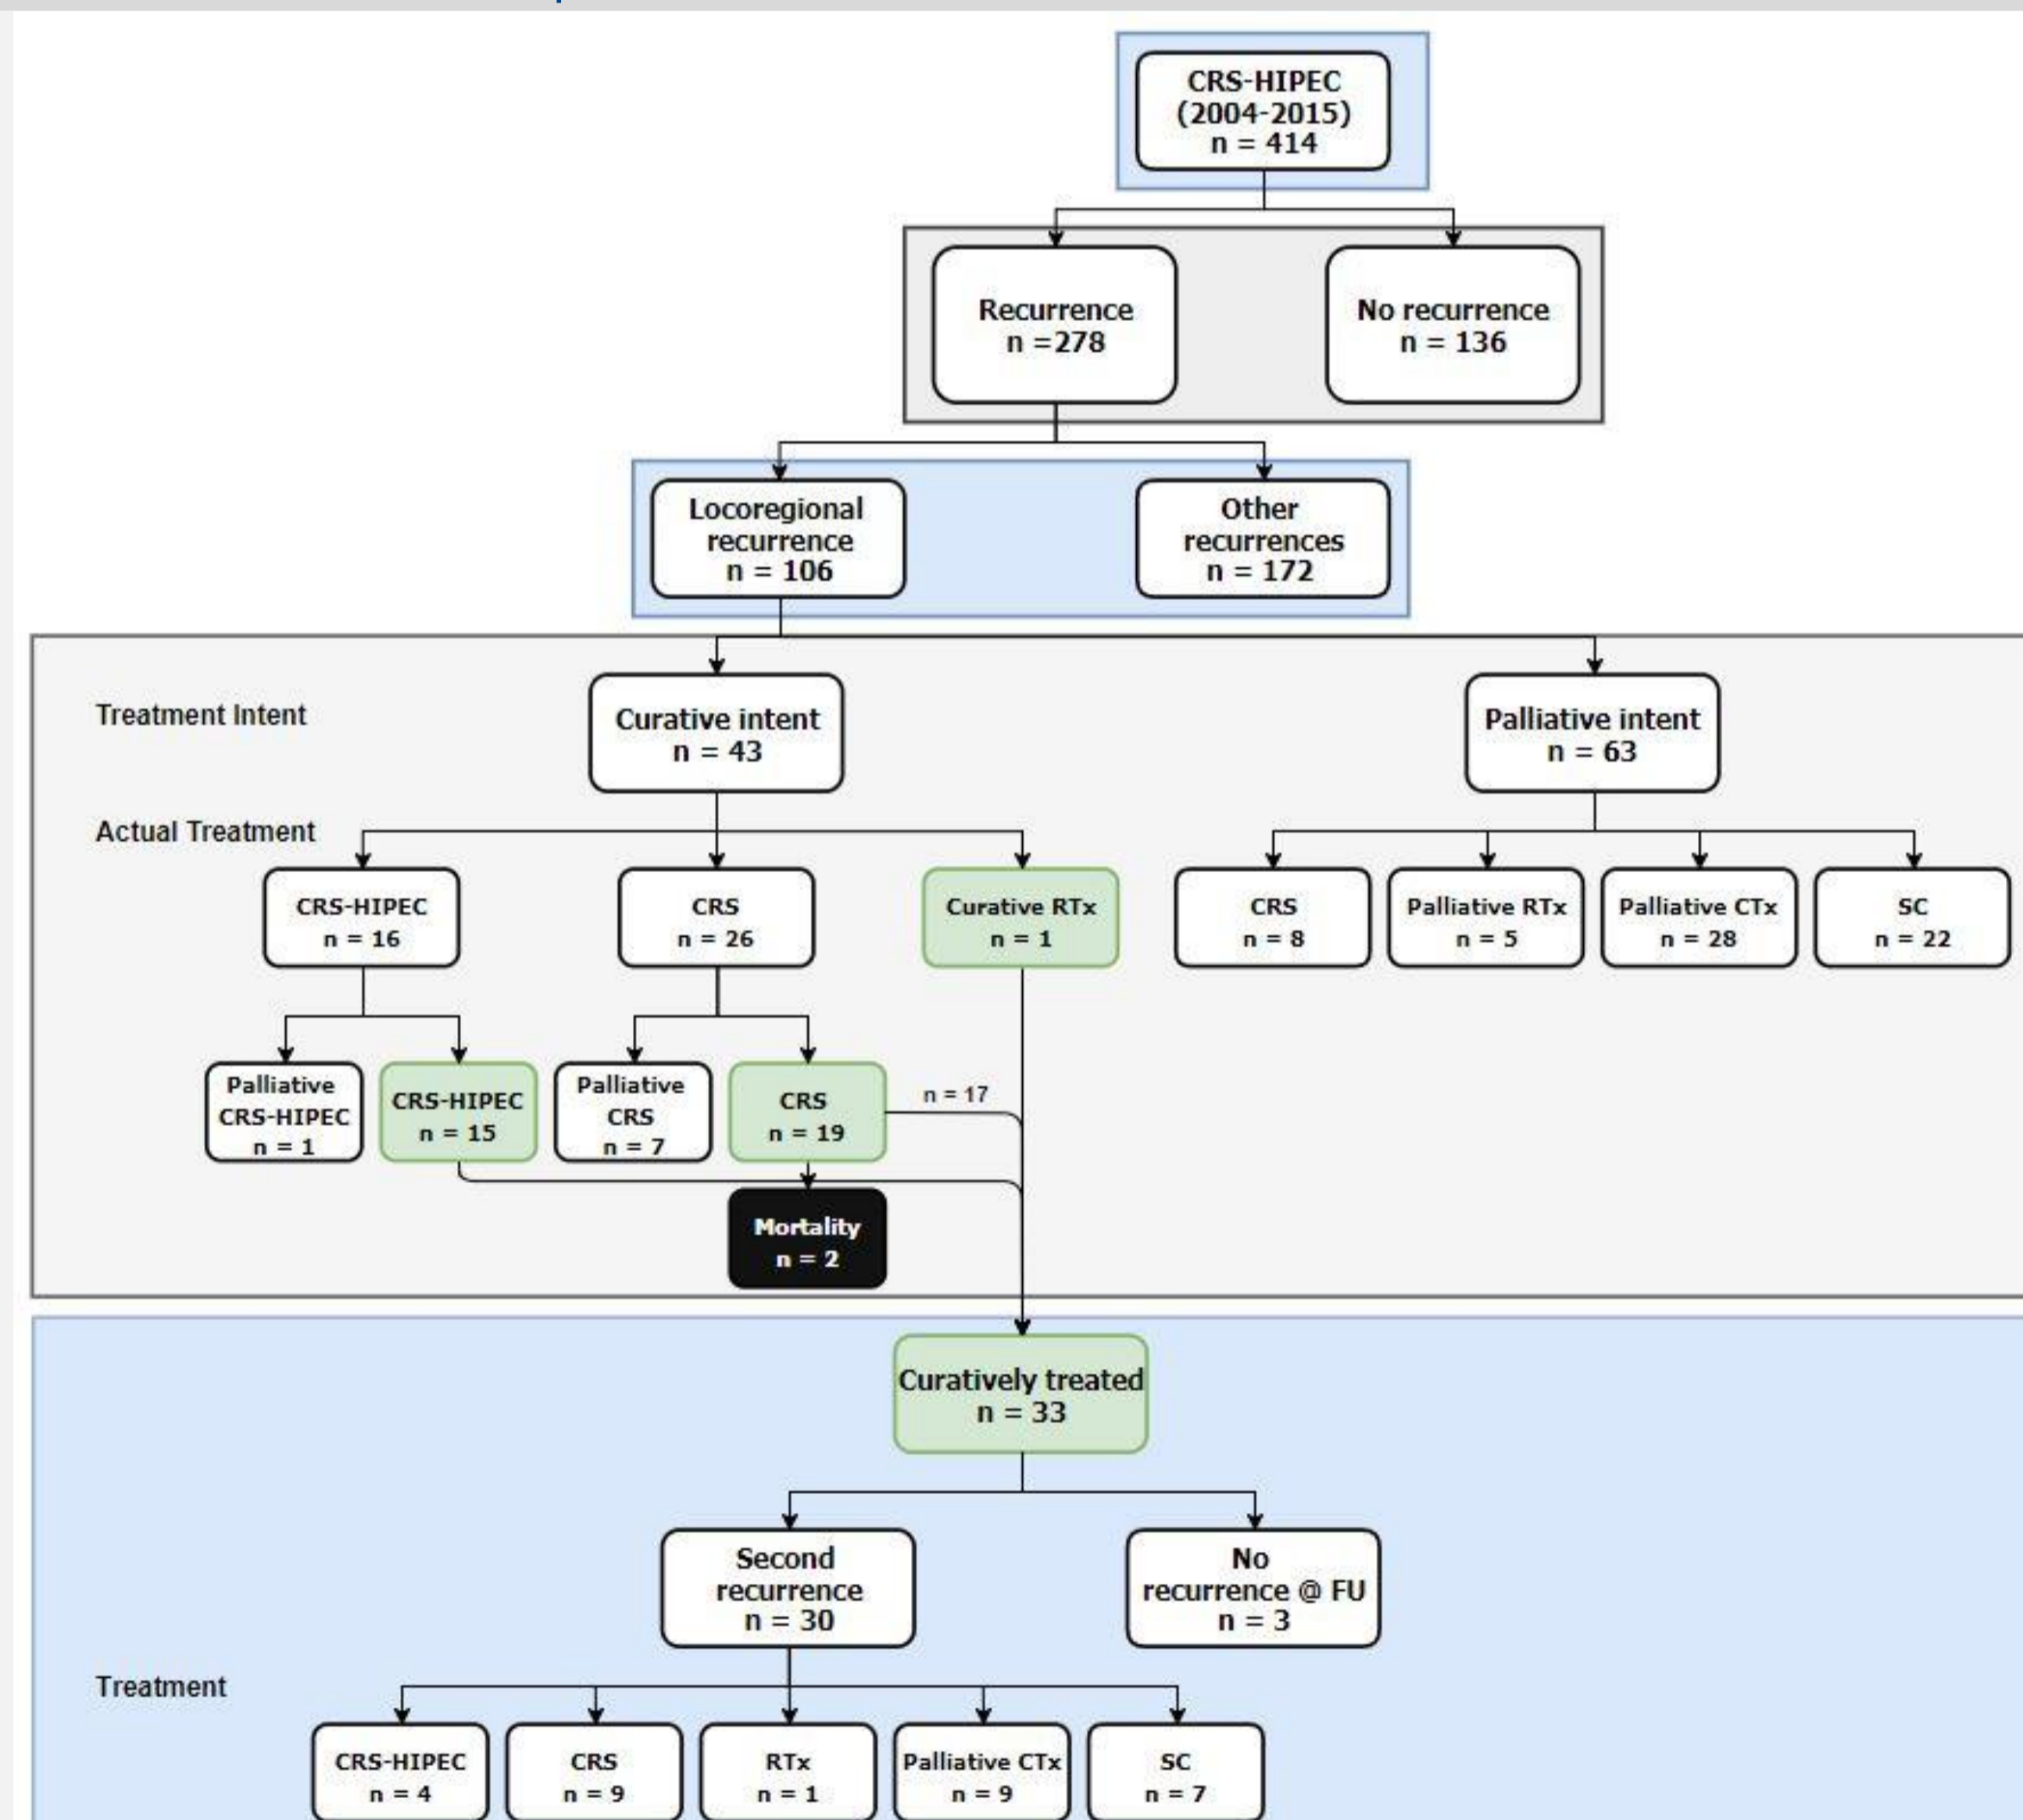 CRS-HIPEC
(2004-2015)
n = 414
Recurrence
n =278
No recurrence
n = 136
Locoregional
recurrence
n = 106
Other
recurrences
n = 172
Treatment Intent
Curative intent
n = 43
Palliative intent
n = 63
Actual Treatment
CRS-HIPEC
n = 16
CRS
n = 26
Curative RTx
n = 1
CRS
n = 8
Palliative RTx
n = 5
Palliative CTx
n = 28
SC
n = 22
Palliative
CRS-HIPEC
n = 1
CRS-HIPEC
n = 15
Palliative
CRS
n = 7
CRS
n = 19
n = 17
Mortality
n = 2
Curatively treated
n = 33
Second
recurrence
n = 30
No
recurrence @ FU
n = 3
Treatment
CRS-HIPEC
n = 4
CRS
n = 9
RTx
n = 1
Palliative CTx
n = 9
SC
n = 7